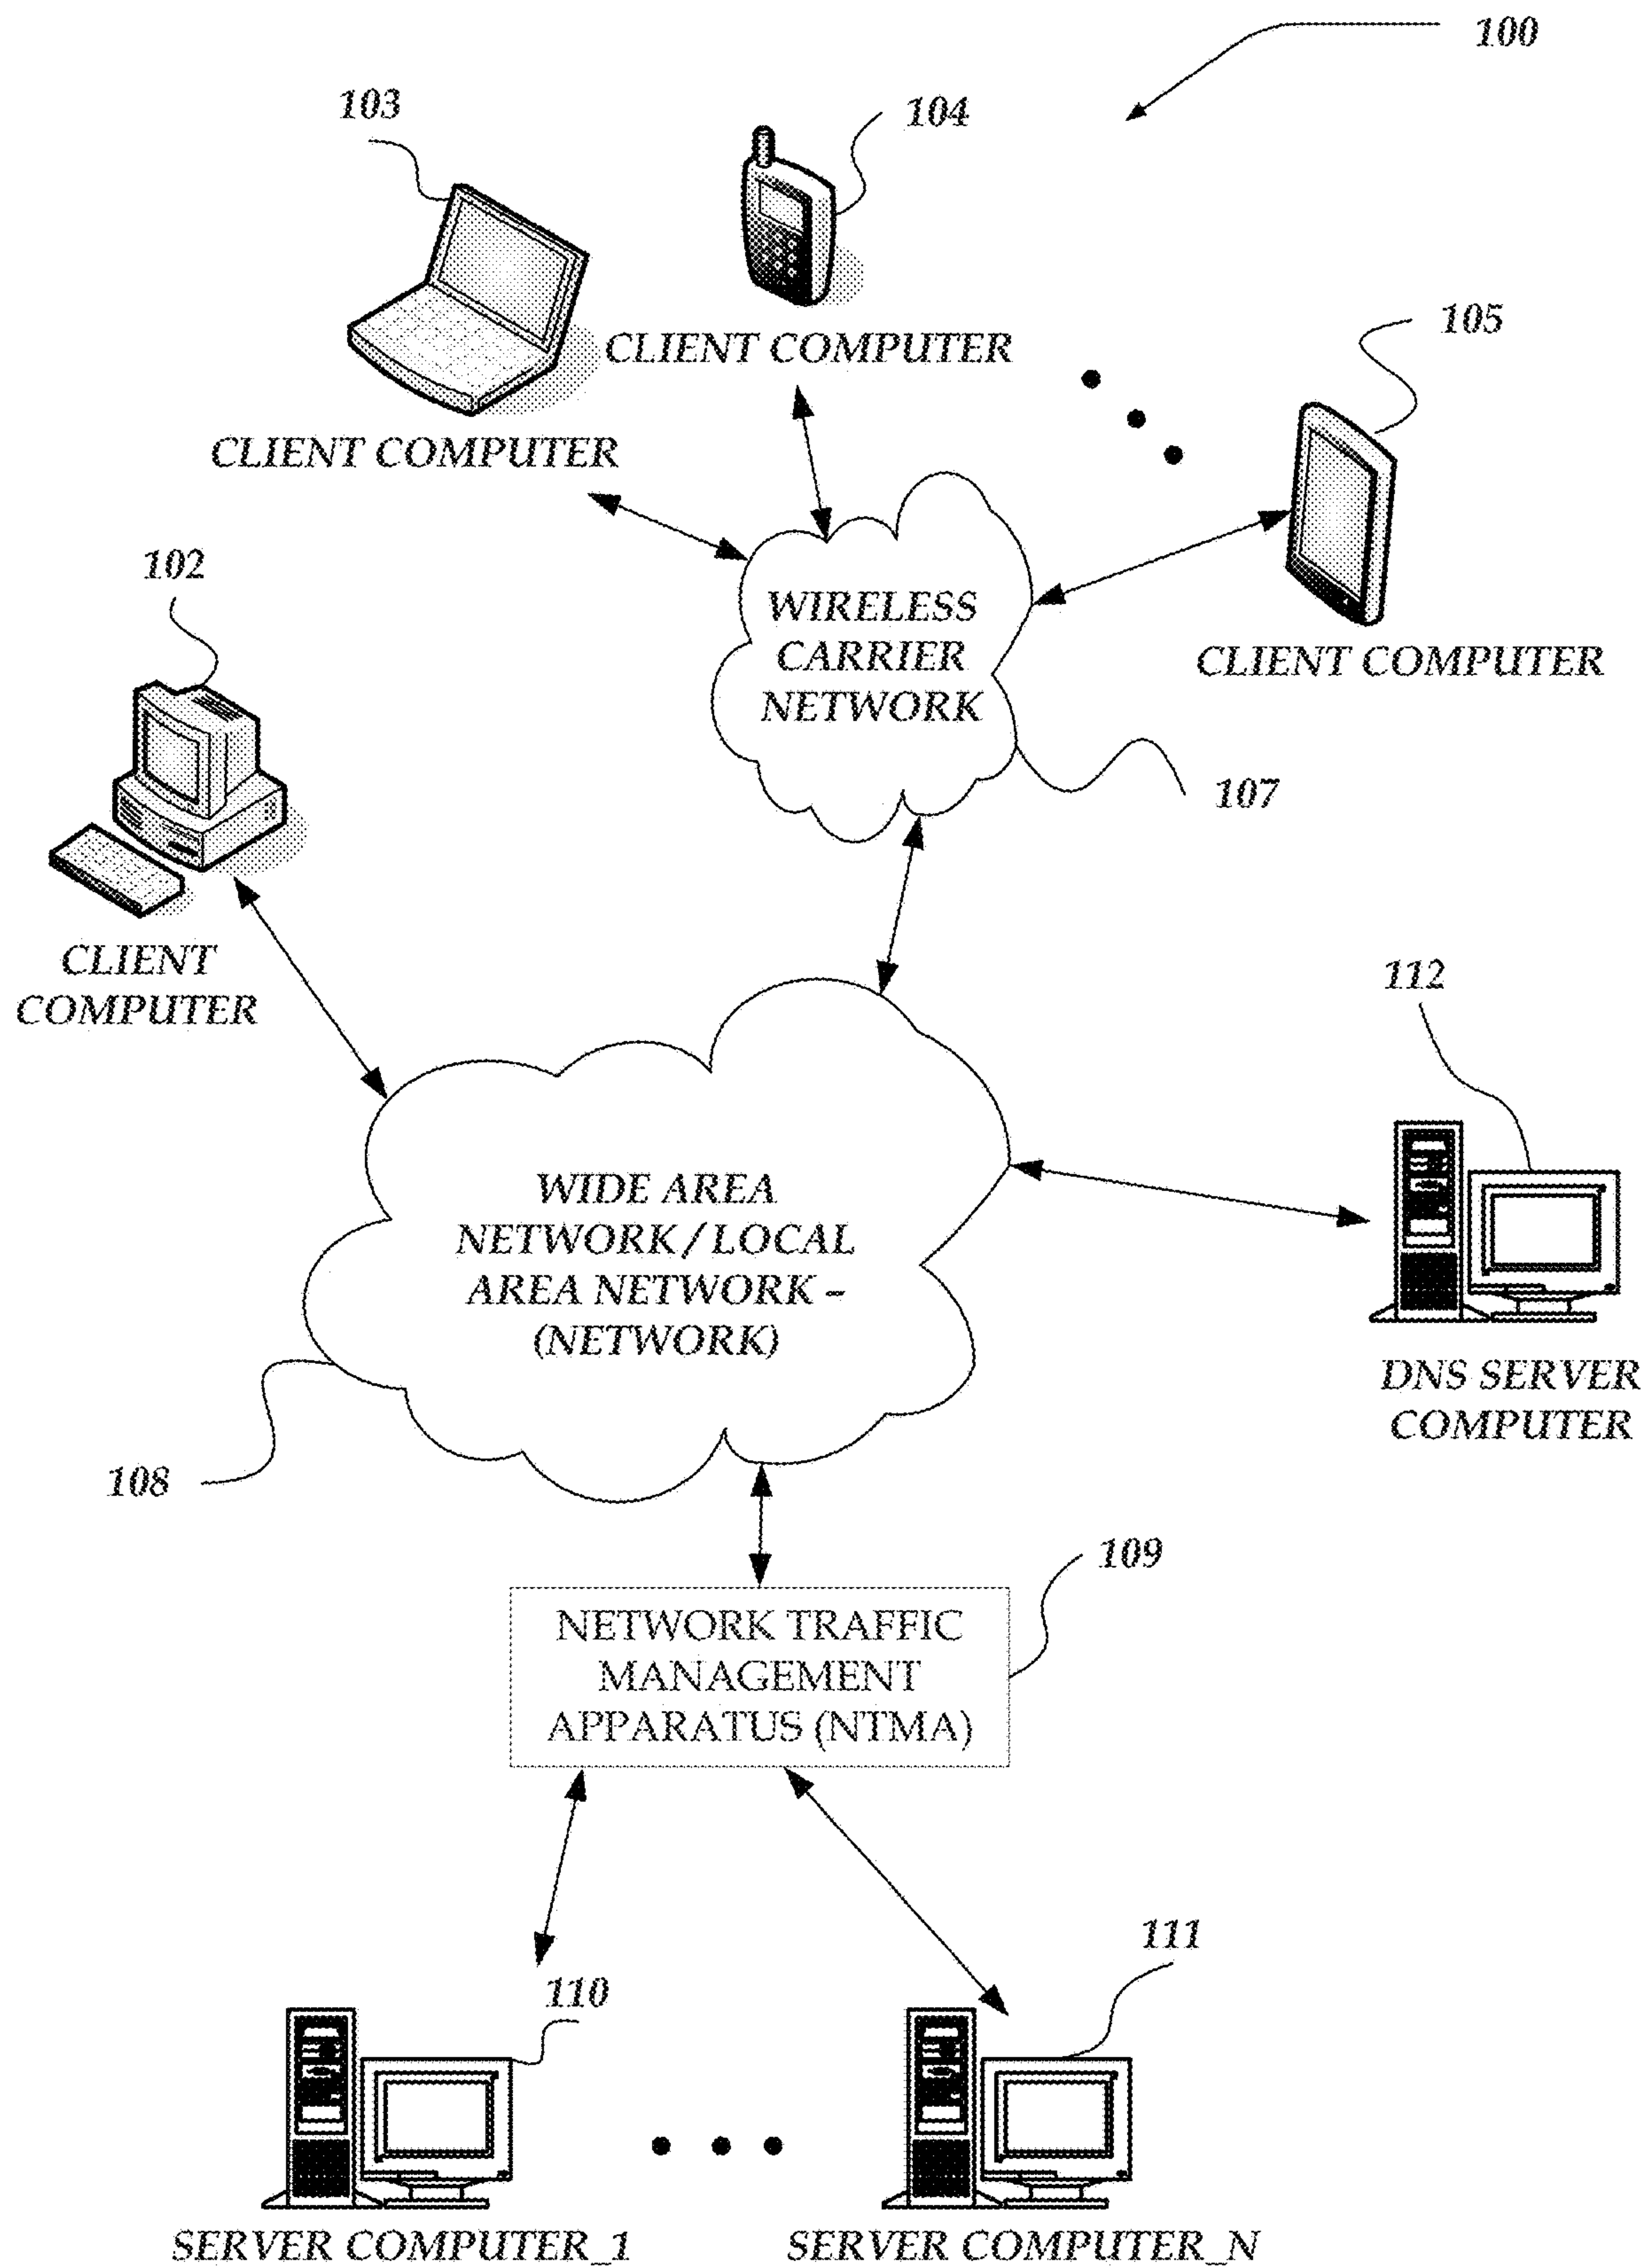 100
103
104
CLIENT COMPUTER
105
CLIENT COMPUTER
102
WIRELESS
CARRIER
NETWORK
CLIENT COMPUTER
107
CLIENT
COMPUTER
112
WIDE AREA
NETWORK / LOCAL
AREA NETWORK –
(NETWORK)
DNS SERVER
COMPUTER
108
109
NETWORK TRAFFIC
MANAGEMENT
APPARATUS (NTMA)
111
110
SERVER COMPUTER_1
SERVER COMPUTER_N